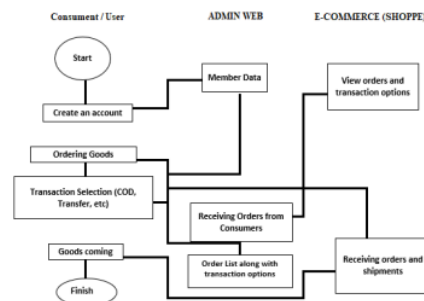 Consument / User
ADMIN WEB
E-COMMERCE (SHOPPE)
Start
Member Data
View orders and
transaction options
Create an account
Ordering Goods
Transaction Selection (COD,
Transfer, etc)
Receiving Orders from
Consumers
Goods coming
Order List along with
transaction options
Receiving orders and
shipments
Finish